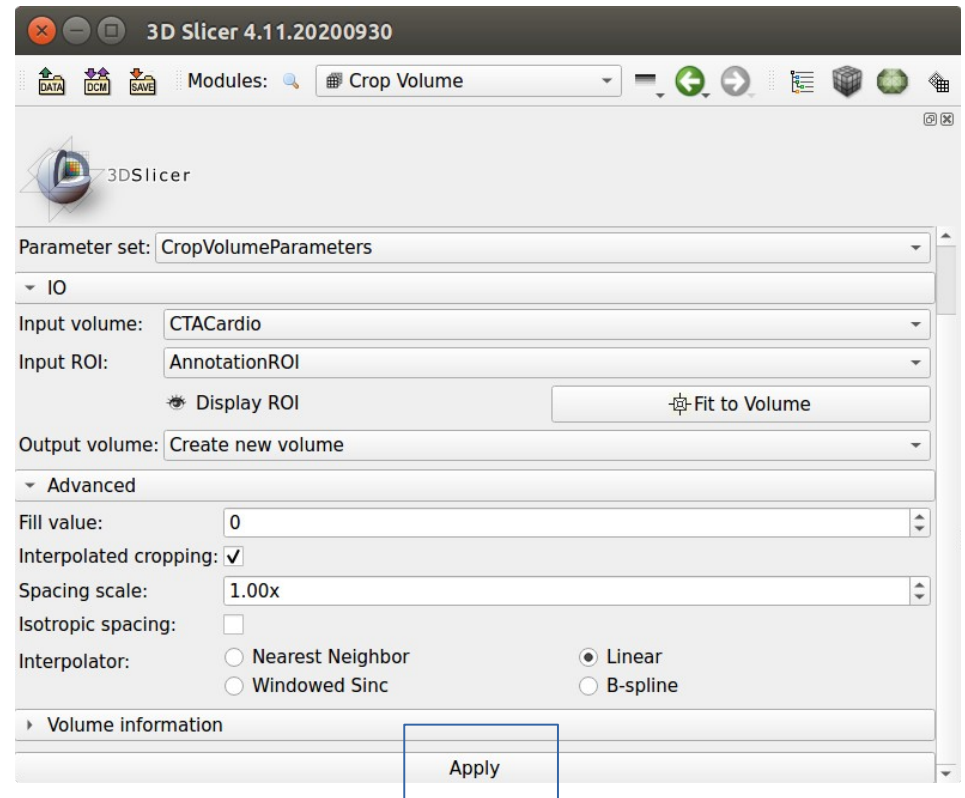 3D Slicer 4.11.20200930
DATA DCM SAVE Modules: Crop Volume
3DSlicer
Parameter set: CropVolumeParameters
IO
Input volume: CTACardio
Input ROI: AnnotationROI
Display ROI Fit to Volume
Output volume: Create new volume
Advanced
Fill value: 0
Interpolated cropping:
Spacing scale: 1.00x
Isotropic spacing:
Interpolator: Nearest Neighbor Linear
Windowed Sinc B-spline
Volume information
Apply